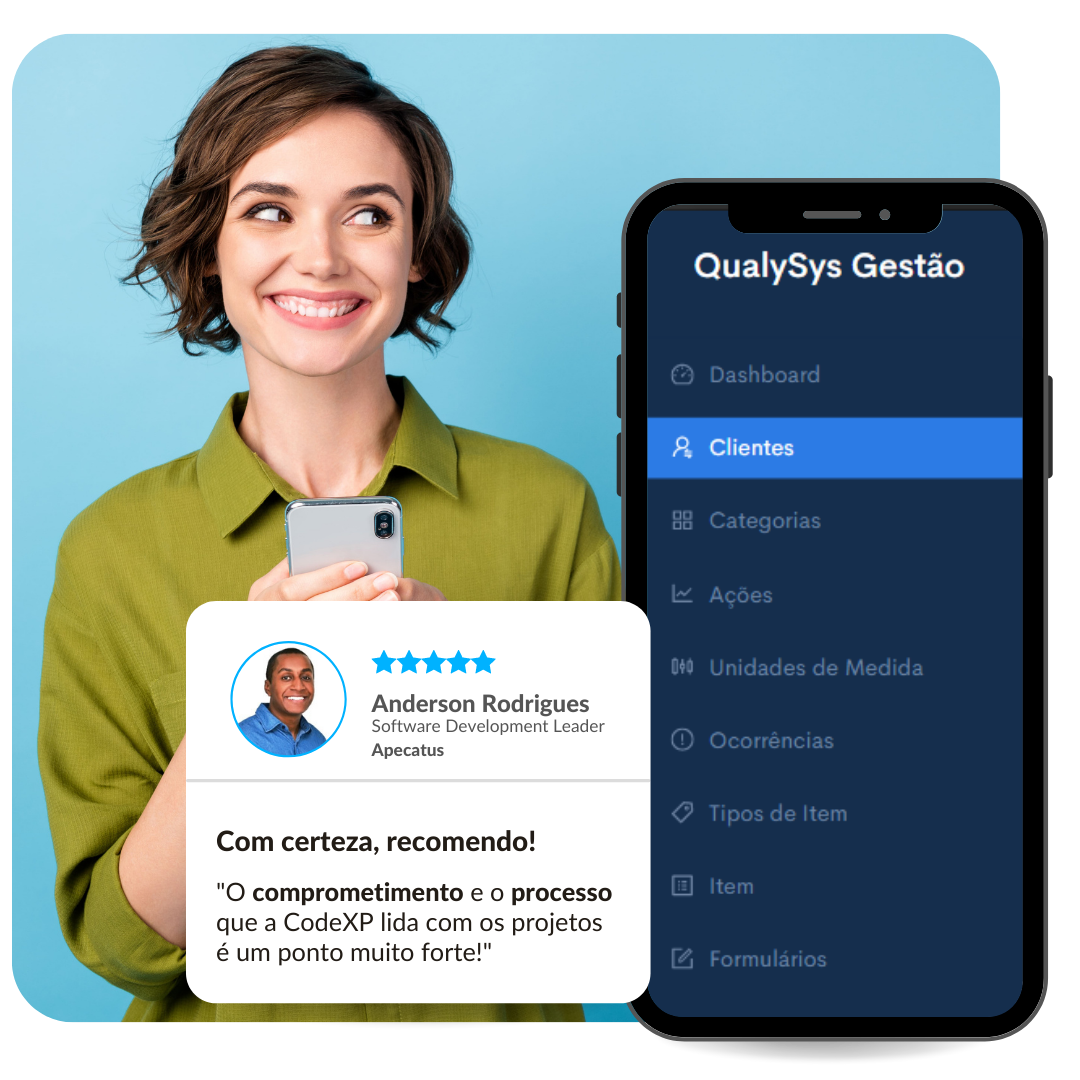 QualySys Gestão
Dashboard
Clientes
Categorias
Ações
Unidades de Medida
Ocorrências
Tipos de Item
Item
Formulários
Anderson Rodrigues
Software Development Leader
Apecatus
Com certeza, recomendo!
"O comprometimento e o processo
que a CodeXP lida com os projetos
é um ponto muito forte!"